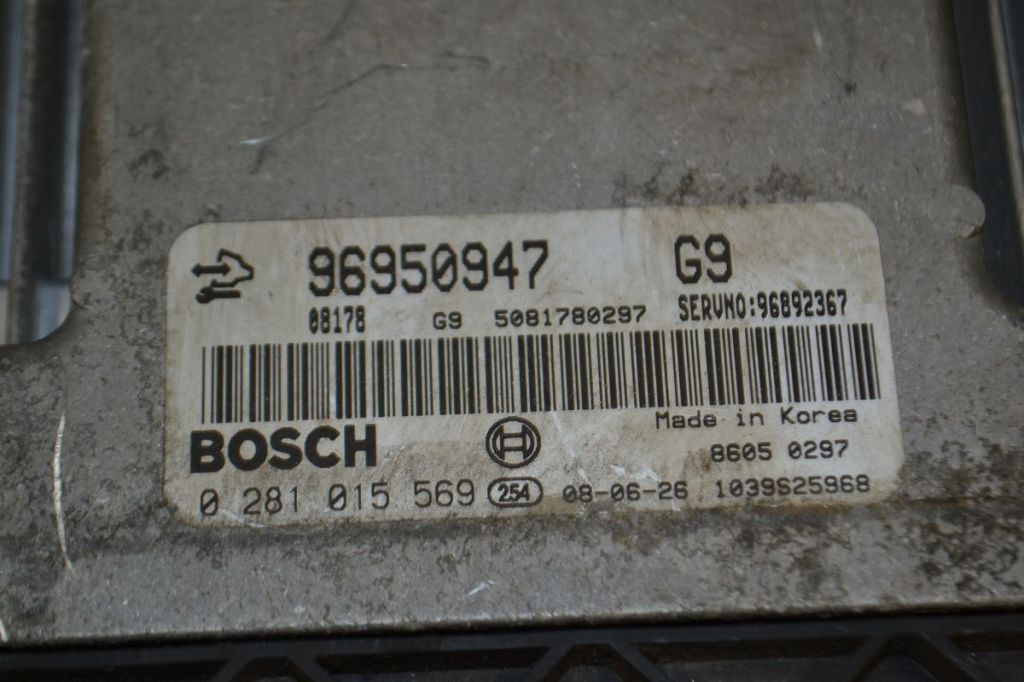 96950947 G9
08178 G9 5081780297 SERVNO:96892367
Made in Korea
BOSCH 8605 0297
0 281 015 569 254 08-06-26 1039S25968